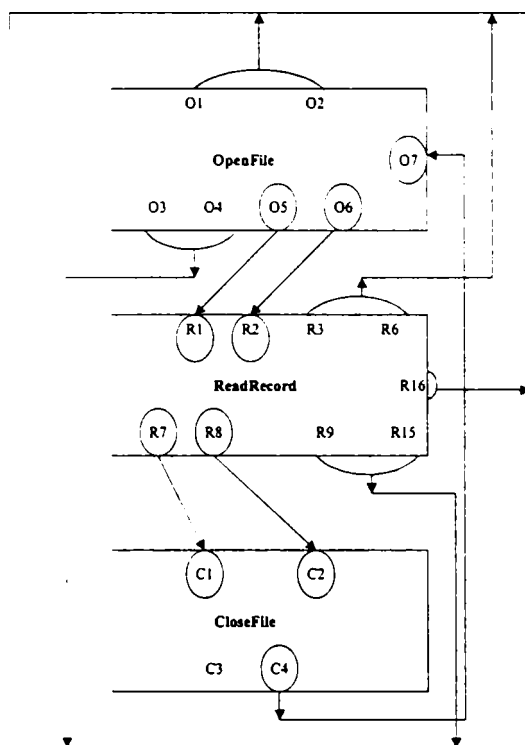 O1 O2
O7
OpenFile
O3 O4 O5 O6
R1 R2 R3 R6
ReadRecord R16
R7 R8 R9 R15
C1 C2
CloseFile
C3 C4